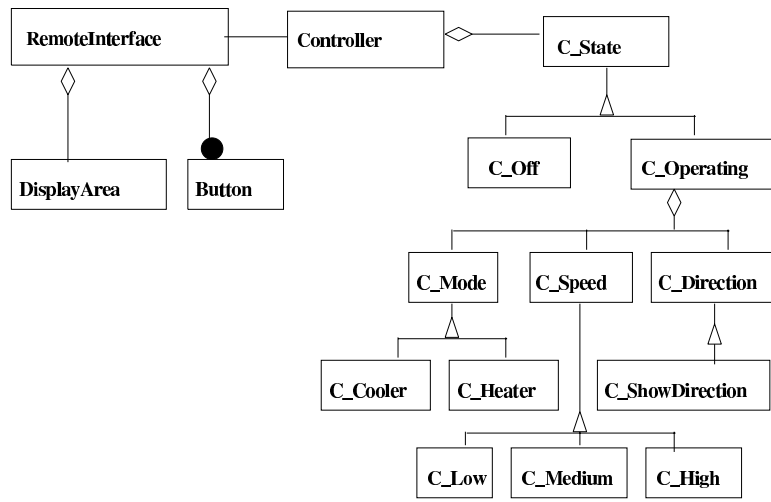 RemoteInterface
Controller
C_State
C_Off
C_Operating
DisplayArea
Button
C_Mode
C_Speed
C_Direction
C_Cooler
C_Heater
C_ShowDirection
C_Low
C_Medium
C_High